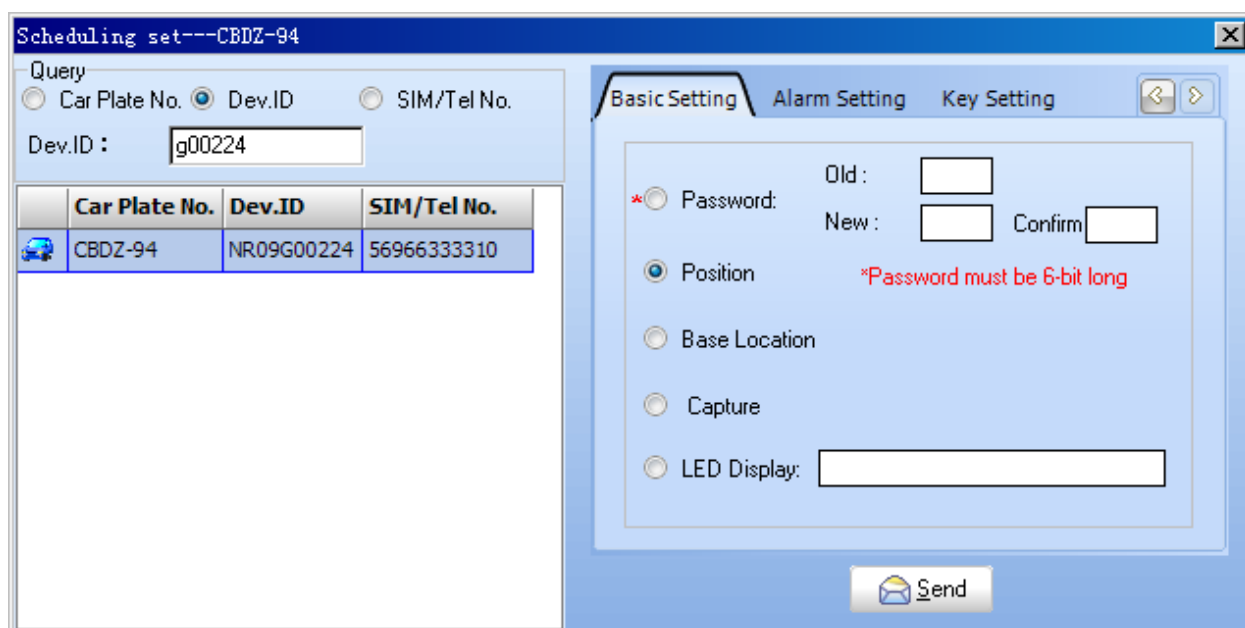 Scheduling set---CBDZ-94
Query
Car Plate No. Dev.ID SIM/Tel No.
Dev.ID: g00224
Car Plate No. Dev.ID SIM/Tel No.
CBDZ-94 NR09G00224 56966333310
Basic Setting Alarm Setting Key Setting
Old :
*Password:
New : Confirm
Position *Password must be 6-bit long
Base Location
Capture
LED Display:
Send